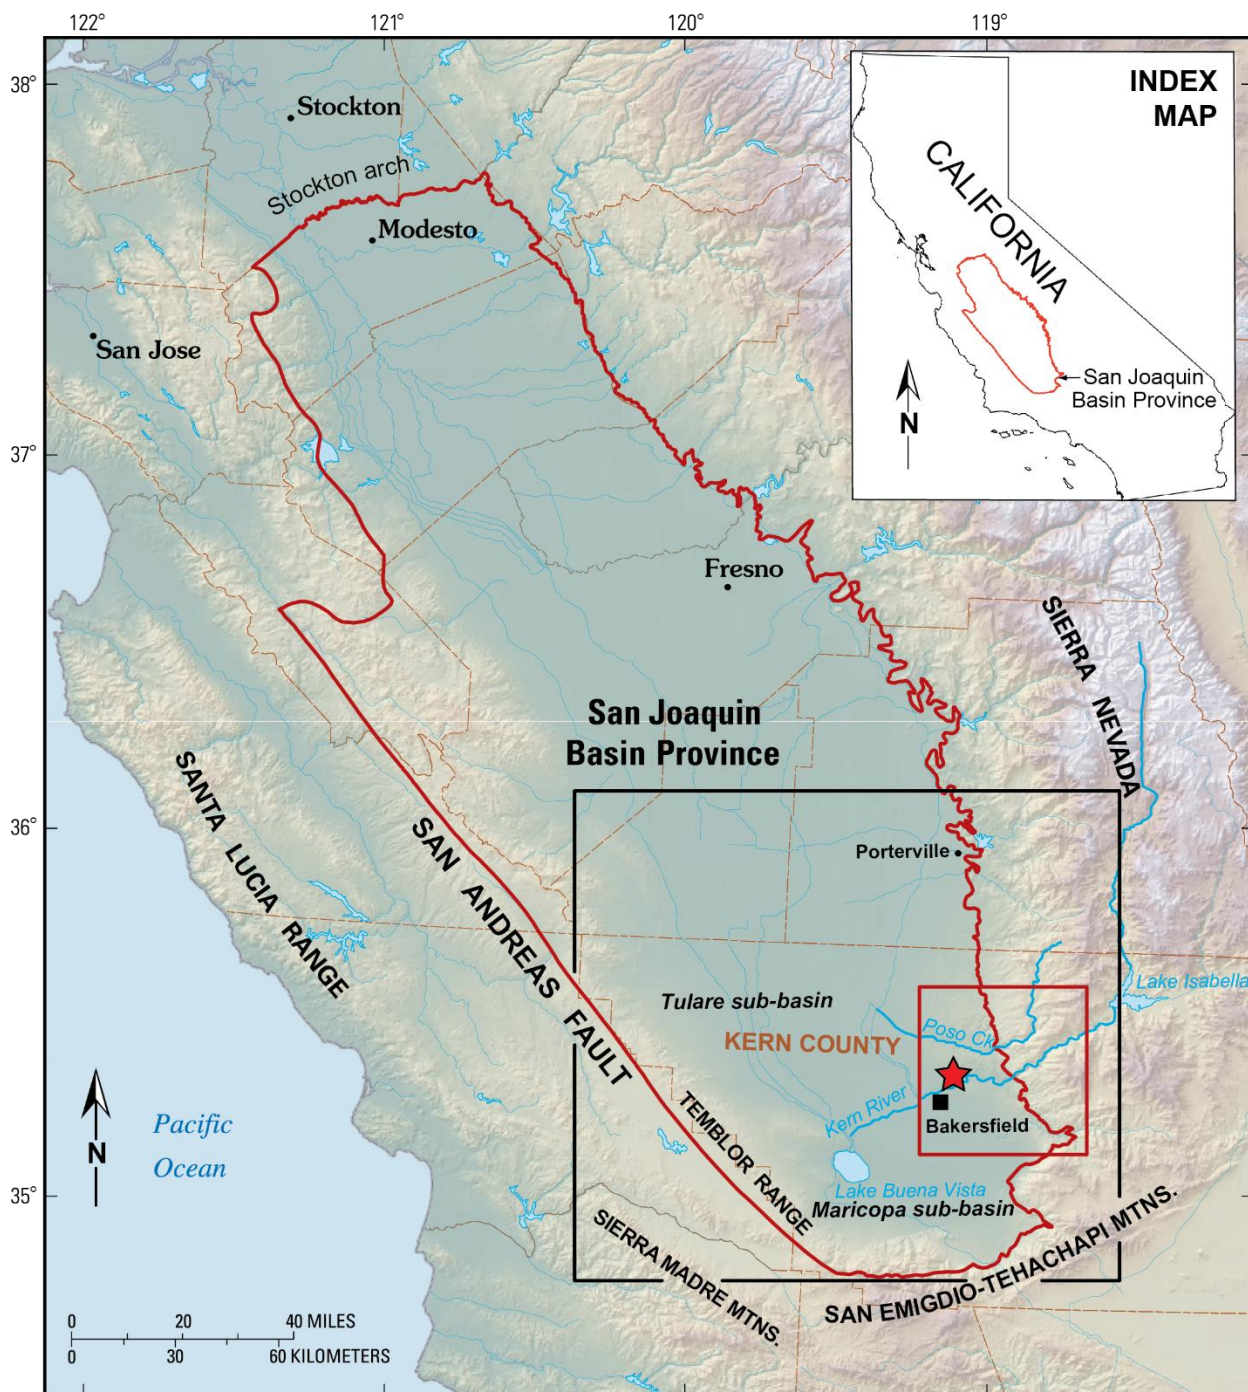 122°
121°
120°
119°
38°
37°
36°
35°
INDEX
MAP
CALIFORNIA
San Joaquin
Basin Province
N
Stockton
Stockton arch
Modesto
San Jose
Fresno
SIERRA NEVADA
San Joaquin
Basin Province
SANTA LUCIA RANGE
SAN ANDREAS FAULT
Porterville
Lake Isabella
Tulare sub-basin
Poso Ck
KERN COUNTY
Kern River
Bakersfield
TEMBLOR RANGE
Lake Buena Vista
Maricopa sub-basin
SIERRA MADRE MTNS.
SAN EMIGDIO-TEHACHAPI MTNS.
Pacific
Ocean
N
0 20 40 MILES
0 30 60 KILOMETERS